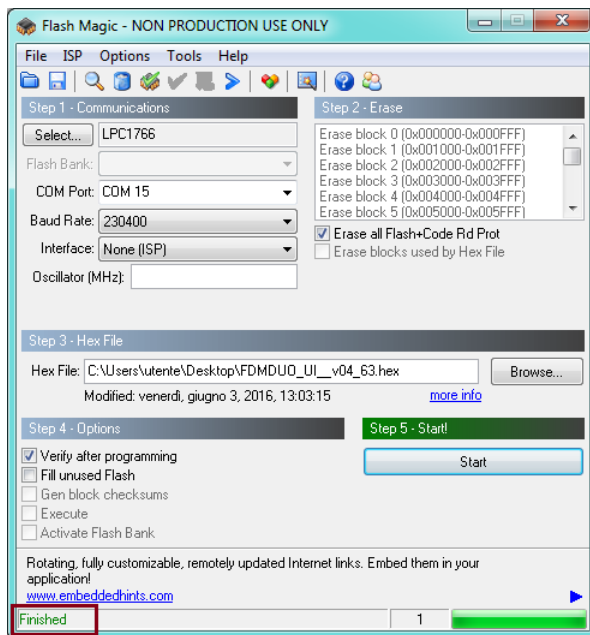 Flash Magic - NON PRODUCTION USE ONLY
File ISP Options Tools Help
Step 1 - Communications
Select... LPC1766
Flash Bank:
COM Port: COM 15
Baud Rate: 230400
Interface: None (ISP)
Oscillator (MHz):
Step 2 - Erase
Erase block 0 (0x000000-0x000FFF)
Erase block 1 (0x001000-0x001FFF)
Erase block 2 (0x002000-0x002FFF)
Erase block 3 (0x003000-0x003FFF)
Erase block 4 (0x004000-0x004FFF)
Erase block 5 (0x005000-0x005FFF)
Erase all Flash+Code Rd Prot
Erase blocks used by Hex File
Step 3 - Hex File
Hex File: C:\Users\utente\Desktop\FDMDUO_UI__v04_63.hex Browse...
Modified: venerdì, giugno 3, 2016, 13:03:15 more info
Step 4 - Options
Verify after programming
Fill unused Flash
Gen block checksums
Execute
Activate Flash Bank
Step 5 - Start!
Start
Rotating, fully customizable, remotely updated Internet links. Embed them in your
application!
www.embeddedhints.com
Finished 1